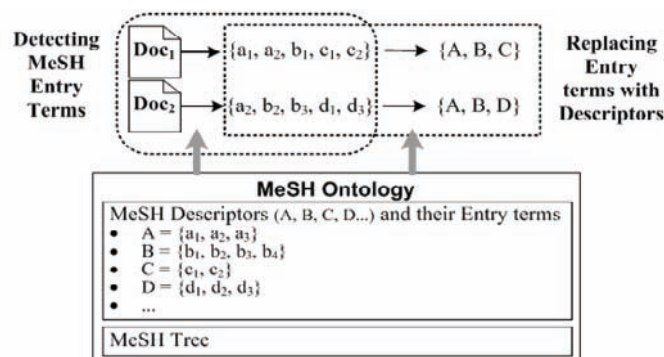 Detecting
MeSH
Entry
Terms
Doc₁
{a₁, a₂, b₁, c₁, c₂}
{A, B, C}
Doc₂
{a₂, b₂, b₃, d₁, d₃}
{A, B, D}
Replacing
Entry
terms with
Descriptors
MeSH Ontology
MeSH Descriptors (A, B, C, D...) and their Entry terms
• A = {a₁, a₂, a₃}
• B = {b₁, b₂, b₃, b₄}
• C = {c₁, c₂}
• D = {d₁, d₂, d₃}
• ...
MeSH Tree